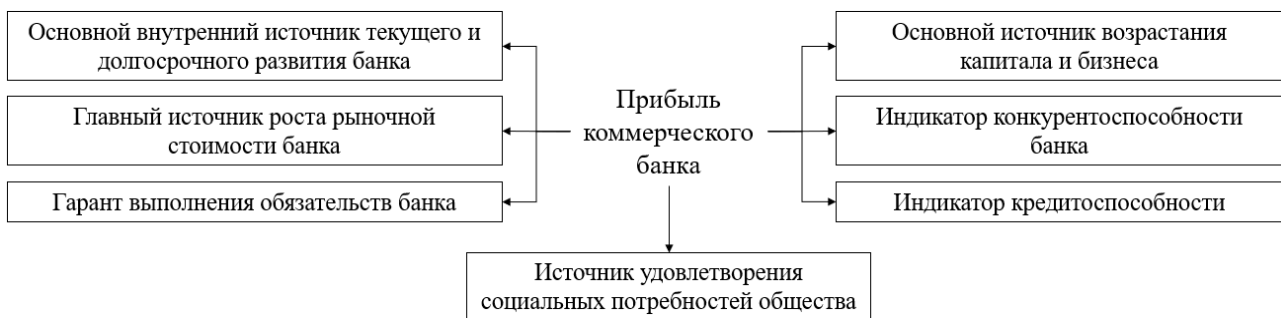 Основной внутренний источник текущего и
долгосрочного развития банка
Главный источник роста рыночной
стоимости банка
Гарант выполнения обязательств банка
Прибыль
коммерческого
банка
Основной источник возрастания
капитала и бизнеса
Индикатор конкурентоспособности
банка
Индикатор кредитоспособности
Источник удовлетворения
социальных потребностей общества